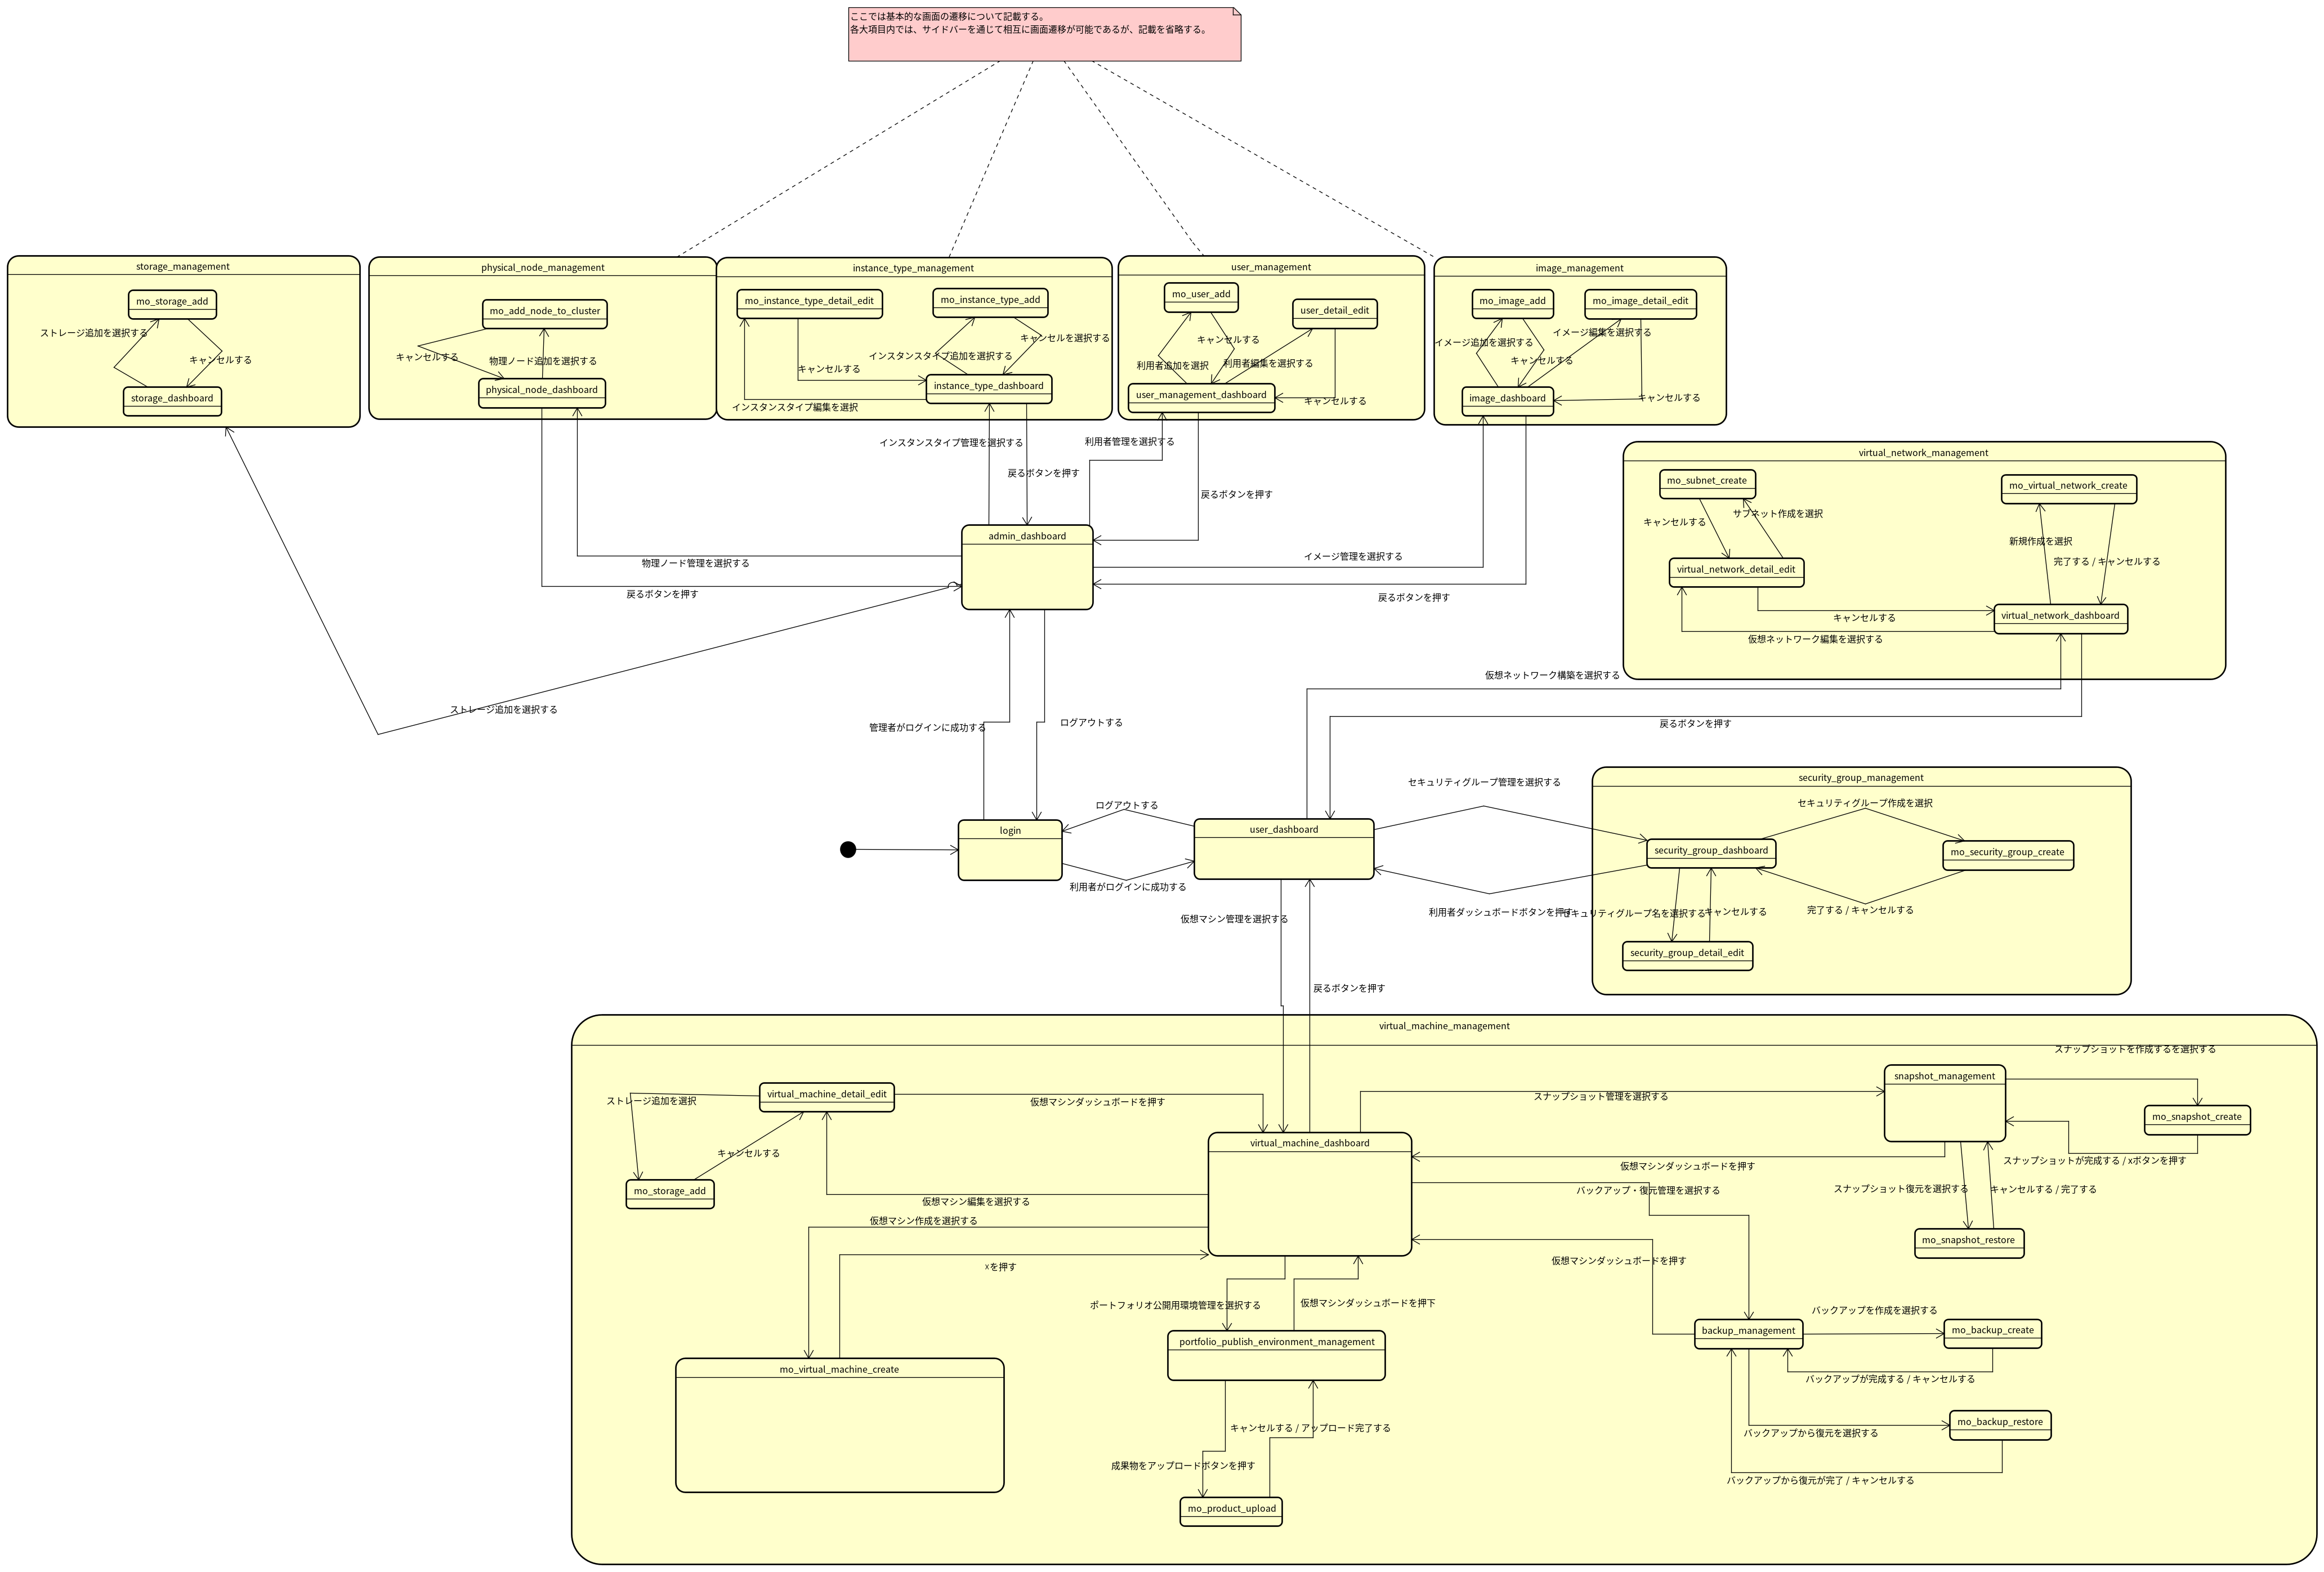 ここでは基本的な画面の遷移について記載する。
各大項目内では、サイドバーを通じて相互に画面遷移が可能であるが、記載を省略する。
storage_management
mo_storage_add
ストレージ追加を選択する
キャンセルする
storage_dashboard
physical_node_management
mo_add_node_to_cluster
キャンセルする
物理ノード追加を選択する
physical_node_dashboard
instance_type_management
mo_instance_type_detail_edit
mo_instance_type_add
キャンセルを選択する
インスタンスタイプ追加を選択する
キャンセルする
instance_type_dashboard
インスタンスタイプ編集を選択
user_management
mo_user_add
user_detail_edit
キャンセルする
利用者追加を選択
利用者編集を選択する
user_management_dashboard
キャンセルする
image_management
mo_image_add
mo_image_detail_edit
イメージ編集を選択する
イメージ追加を選択する
キャンセルする
image_dashboard
キャンセルする
インスタンスタイプ管理を選択する
利用者管理を選択する
戻るボタンを押す
戻るボタンを押す
admin_dashboard
物理ノード管理を選択する
イメージ管理を選択する
戻るボタンを押す
戻るボタンを押す
virtual_network_management
mo_subnet_create
mo_virtual_network_create
サブネット作成を選択
キャンセルする
新規作成を選択
完了する / キャンセルする
virtual_network_detail_edit
virtual_network_dashboard
キャンセルする
仮想ネットワーク編集を選択する
仮想ネットワーク構築を選択する
戻るボタンを押す
ストレージ追加を選択する
管理者がログインに成功する
ログアウトする
login
ログアウトする
利用者がログインに成功する
user_dashboard
セキュリティグループ管理を選択する
利用者ダッシュボードボタンを押す
security_group_management
セキュリティグループ作成を選択
security_group_dashboard
mo_security_group_create
セキュリティグループ名を選択する
キャンセルする
完了する / キャンセルする
security_group_detail_edit
仮想マシン管理を選択する
戻るボタンを押す
virtual_machine_management
virtual_machine_detail_edit
ストレージ追加を選択
仮想マシンダッシュボードを押す
キャンセルする
mo_storage_add
virtual_machine_dashboard
仮想マシン編集を選択する
仮想マシン作成を選択する
xを押す
mo_virtual_machine_create
スナップショットを作成するを選択する
snapshot_management
スナップショット管理を選択する
mo_snapshot_create
仮想マシンダッシュボードを押す
スナップショットが完成する / xボタンを押す
バックアップ・復元管理を選択する
スナップショット復元を選択する
キャンセルする / 完了する
mo_snapshot_restore
仮想マシンダッシュボードを押す
ポートフォリオ公開用環境管理を選択する
仮想マシンダッシュボードを押下
portfolio_publish_environment_management
キャンセルする / アップロード完了する
成果物をアップロードボタンを押す
mo_product_upload
バックアップを作成を選択する
backup_management
mo_backup_create
バックアップが完成する / キャンセルする
mo_backup_restore
バックアップから復元を選択する
バックアップから復元が完了 / キャンセルする